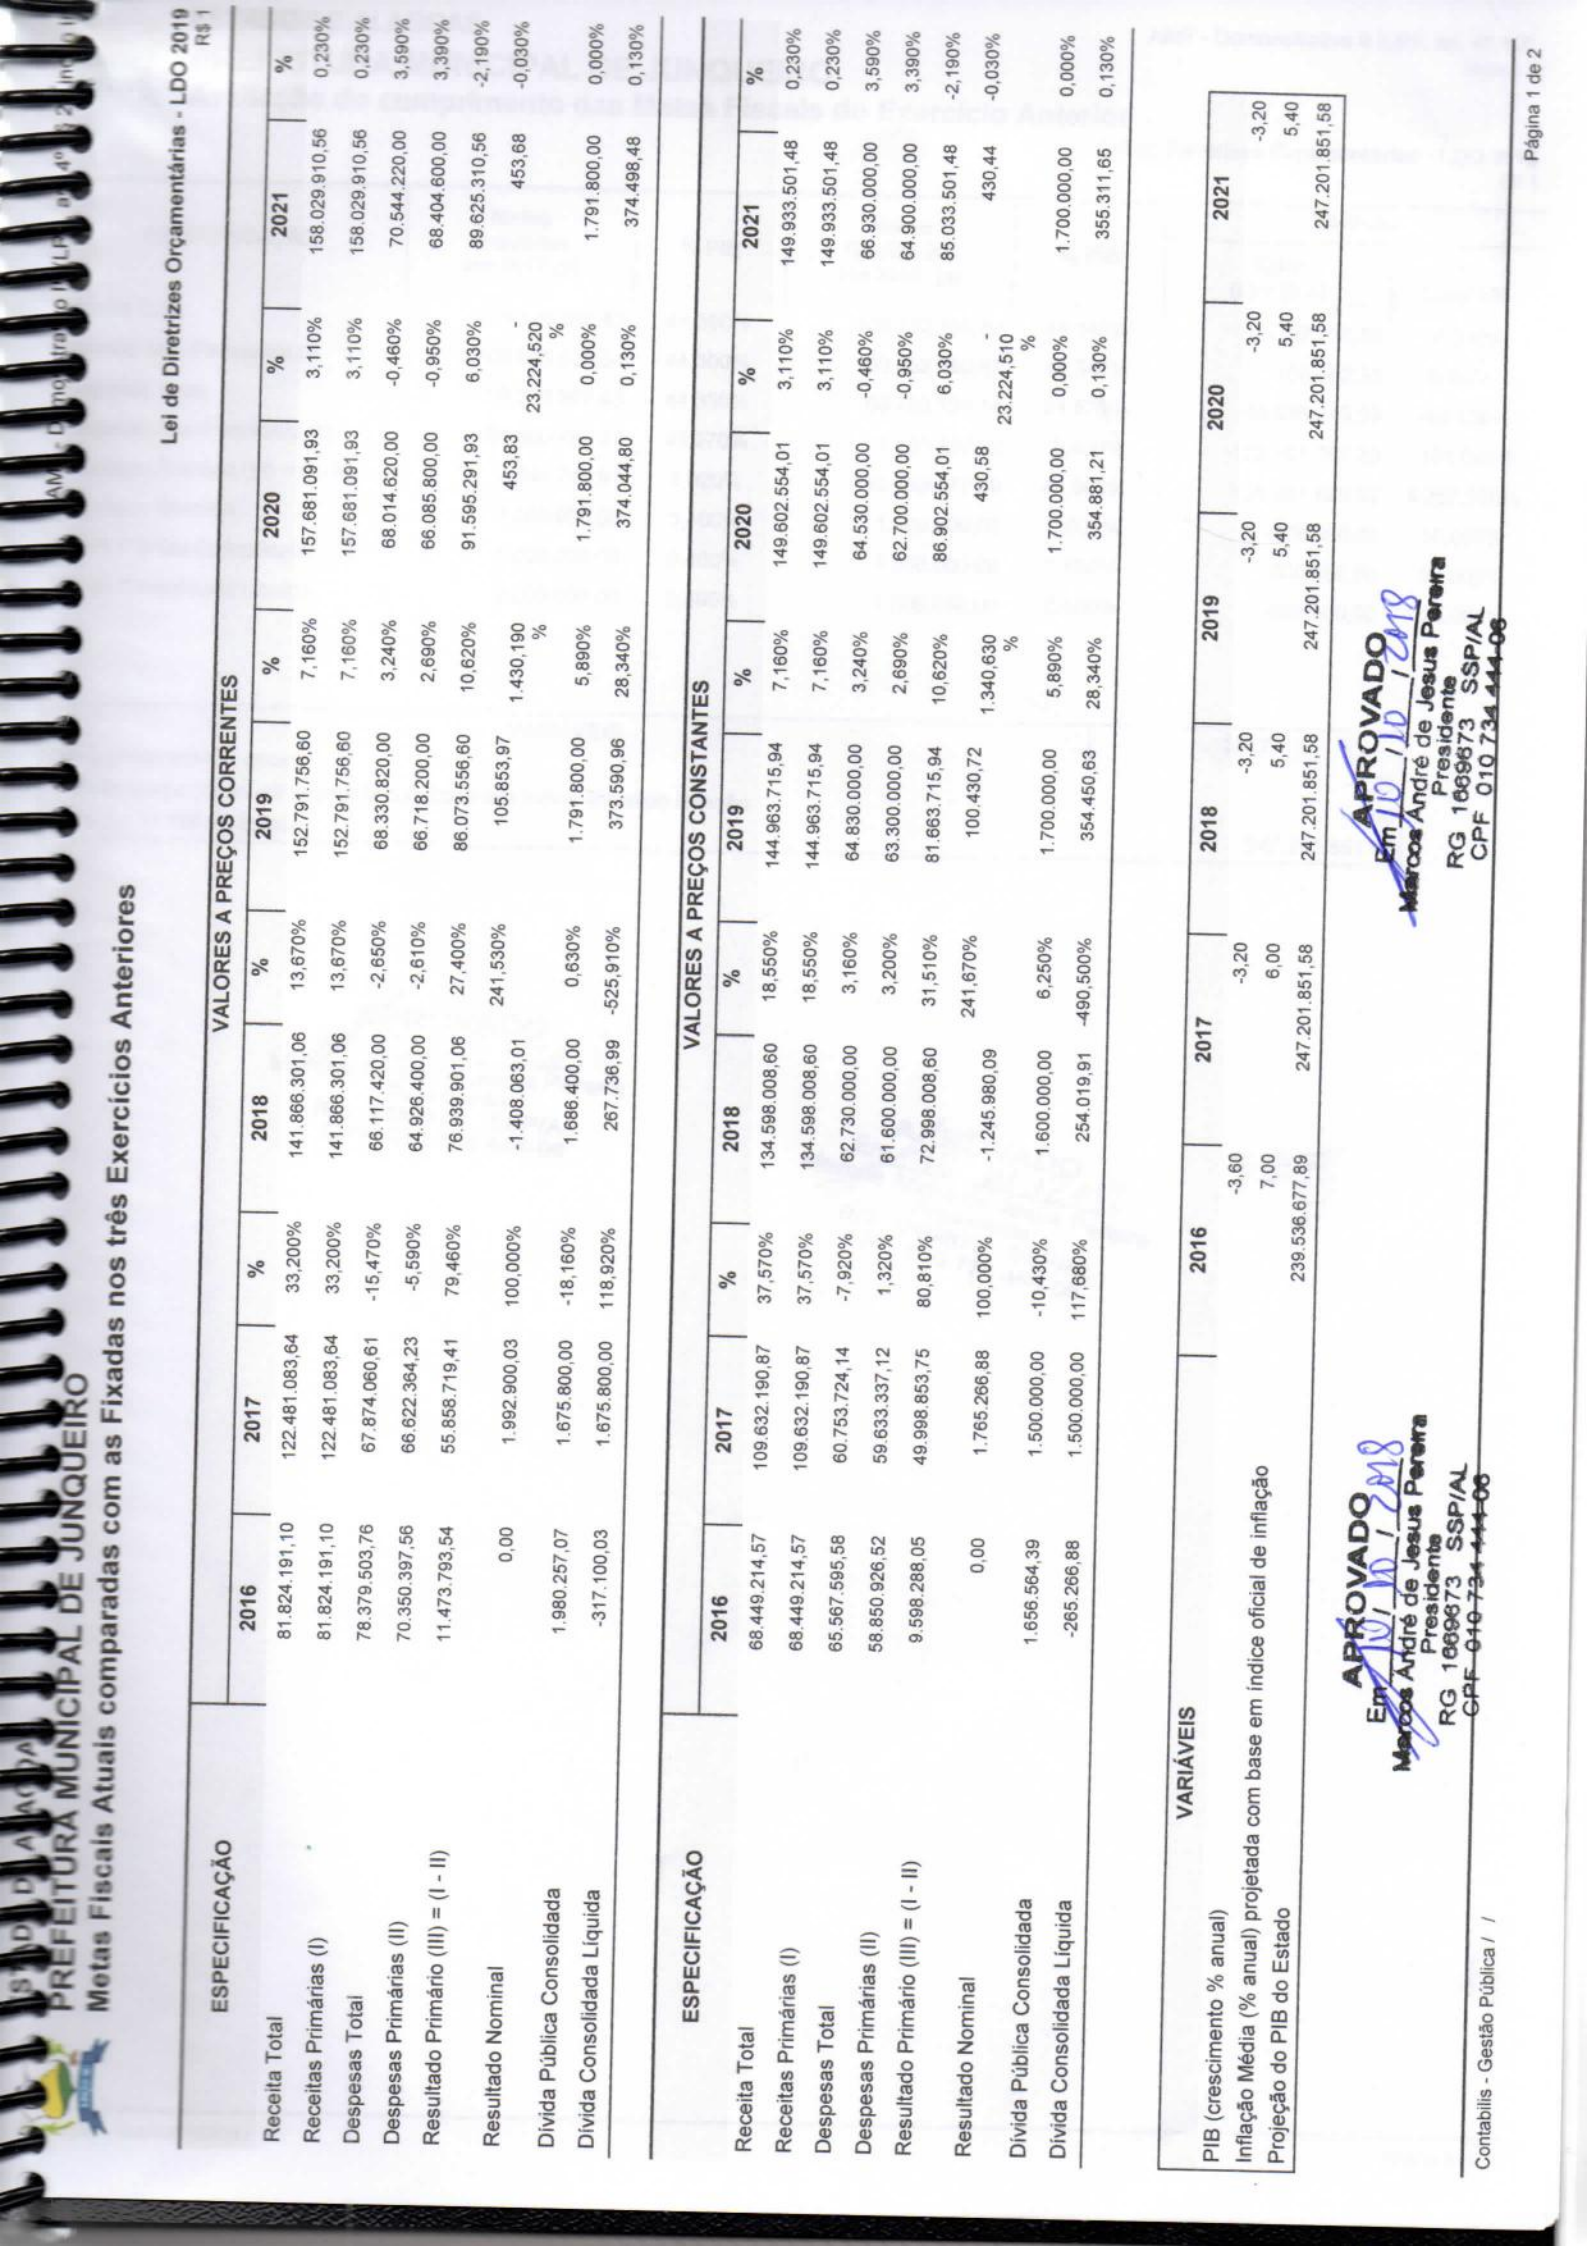 PREFEITURA MUNICIPAL DE JUNQUEIRO
Metas Fiscais Atuais comparadas com as Fixadas nos três Exercícios Anteriores
Lei de Diretrizes Orçamentárias - LDO 2019
R$ 1
VALORES A PREÇOS CORRENTES
ESPECIFICAÇÃO 2016 2017 % 2018 % 2019 % 2020 % 2021 %
Receita Total 81.824.191,10 122.481.083,64 33,200% 141.866.301,06 13,670% 152.791.756,60 7,160% 157.681.091,93 3,110% 158.029.910,56 0,230%
Receitas Primárias (I) 81.824.191,10 122.481.083,64 33,200% 141.866.301,06 13,670% 152.791.756,60 7,160% 157.681.091,93 3,110% 158.029.910,56 0,230%
Despesas Total 78.379.503,76 67.874.060,61 -15,470% 66.117.420,00 -2,650% 68.330.820,00 3,240% 68.014.620,00 -0,460% 70.544.220,00 3,590%
Despesas Primárias (II) 70.350.397,56 66.622.364,23 -5,590% 64.926.400,00 -2,610% 66.718.200,00 2,690% 66.085.800,00 -0,950% 68.404.600,00 3,390%
Resultado Primário (III) = (I - II) 11.473.793,54 55.858.719,41 79,460% 76.939.901,06 27,400% 86.073.556,60 10,620% 91.595.291,93 6,030% 89.625.310,56 -2,190%
Resultado Nominal 0,00 1.992.900,03 100,000% -1.408.063,01 241,530% 105.853,97 1.430,190 % 453,83 - 23.224,520 % 453,68 -0,030%
Dívida Pública Consolidada 1.980.257,07 1.675.800,00 -18,160% 1.686.400,00 0,630% 1.791.800,00 5,890% 1.791.800,00 0,000% 1.791.800,00 0,000%
Dívida Consolidada Líquida -317.100,03 1.675.800,00 118,920% 267.736,99 -525,910% 373.590,96 28,340% 374.044,80 0,130% 374.498,48 0,130%
VALORES A PREÇOS CONSTANTES
ESPECIFICAÇÃO 2016 2017 % 2018 % 2019 % 2020 % 2021 %
Receita Total 68.449.214,57 109.632.190,87 37,570% 134.598.008,60 18,550% 144.963.715,94 7,160% 149.602.554,01 3,110% 149.933.501,48 0,230%
Receitas Primárias (I) 68.449.214,57 109.632.190,87 37,570% 134.598.008,60 18,550% 144.963.715,94 7,160% 149.602.554,01 3,110% 149.933.501,48 0,230%
Despesas Total 65.567.595,58 60.753.724,14 -7,920% 62.730.000,00 3,160% 64.830.000,00 3,240% 64.530.000,00 -0,460% 66.930.000,00 3,590%
Despesas Primárias (II) 58.850.926,52 59.633.337,12 1,320% 61.600.000,00 3,200% 63.300.000,00 2,690% 62.700.000,00 -0,950% 64.900.000,00 3,390%
Resultado Primário (III) = (I - II) 9.598.288,05 49.998.853,75 80,810% 72.998.008,60 31,510% 81.663.715,94 10,620% 86.902.554,01 6,030% 85.033.501,48 -2,190%
Resultado Nominal 0,00 1.765.266,88 100,000% -1.245.980,09 241,670% 100.430,72 1.340,630 % 430,58 - 23.224,510 % 430,44 -0,030%
Dívida Pública Consolidada 1.656.564,39 1.500.000,00 -10,430% 1.600.000,00 6,250% 1.700.000,00 5,890% 1.700.000,00 0,000% 1.700.000,00 0,000%
Dívida Consolidada Líquida -265.266,88 1.500.000,00 117,680% 254.019,91 -490,500% 354.450,63 28,340% 354.881,21 0,130% 355.311,65 0,130%
VARIÁVEIS 2016 2017 2018 2019 2020 2021
PIB (crescimento % anual) -3,60 -3,20 -3,20 -3,20 -3,20 -3,20
Inflação Média (% anual) projetada com base em índice oficial de inflação 7,00 6,00 5,40 5,40 5,40 5,40
Projeção do PIB do Estado 239.536.677,89 247.201.851,58 247.201.851,58 247.201.851,58 247.201.851,58 247.201.851,58
APROVADO
Em 10 / 10 / 2018
Marcos André de Jesus Pereira
Presidente
RG 1669673 SSP/AL
CPF 010 734 444-06
APROVADO
Em 10 / 10 / 2018
Marcos André de Jesus Pereira
Presidente
RG 1669673 SSP/AL
CPF 010 734 444-06
Contabilis - Gestão Pública / /
Página 1 de 2